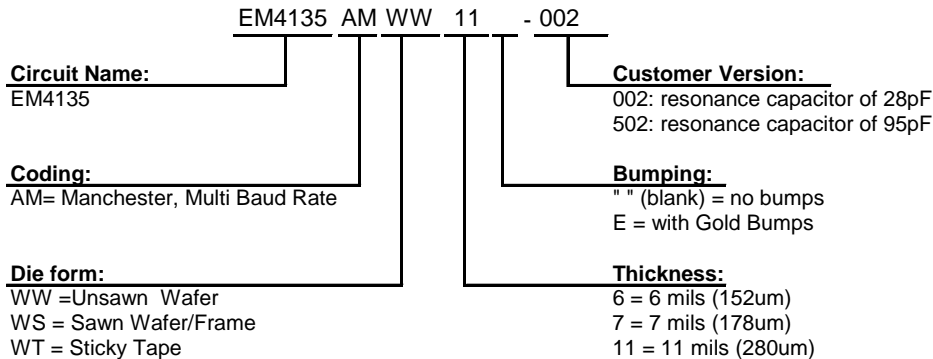 EM4135 AM WW 11 - 002
Circuit Name:
EM4135
Customer Version:
002: resonance capacitor of 28pF
502: resonance capacitor of 95pF
Coding:
AM= Manchester, Multi Baud Rate
Bumping:
" " (blank) = no bumps
E = with Gold Bumps
Die form:
WW =Unsawn Wafer
WS = Sawn Wafer/Frame
WT = Sticky Tape
Thickness:
6 = 6 mils (152um)
7 = 7 mils (178um)
11 = 11 mils (280um)